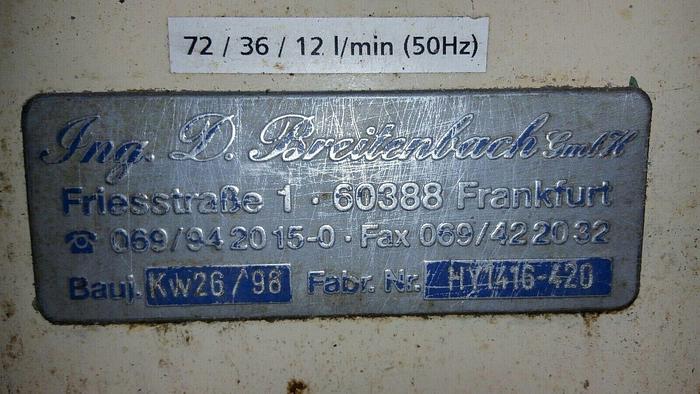 72 / 36 / 12 l/min (50Hz)
Ing. D. Breitenbach GmbH
Friesstraße 1 · 60388 Frankfurt
☎ 069/94 20 15-0 · Fax 069/42 20 32
Bauj. KW26/98 Fabr. Nr. HY1416-420